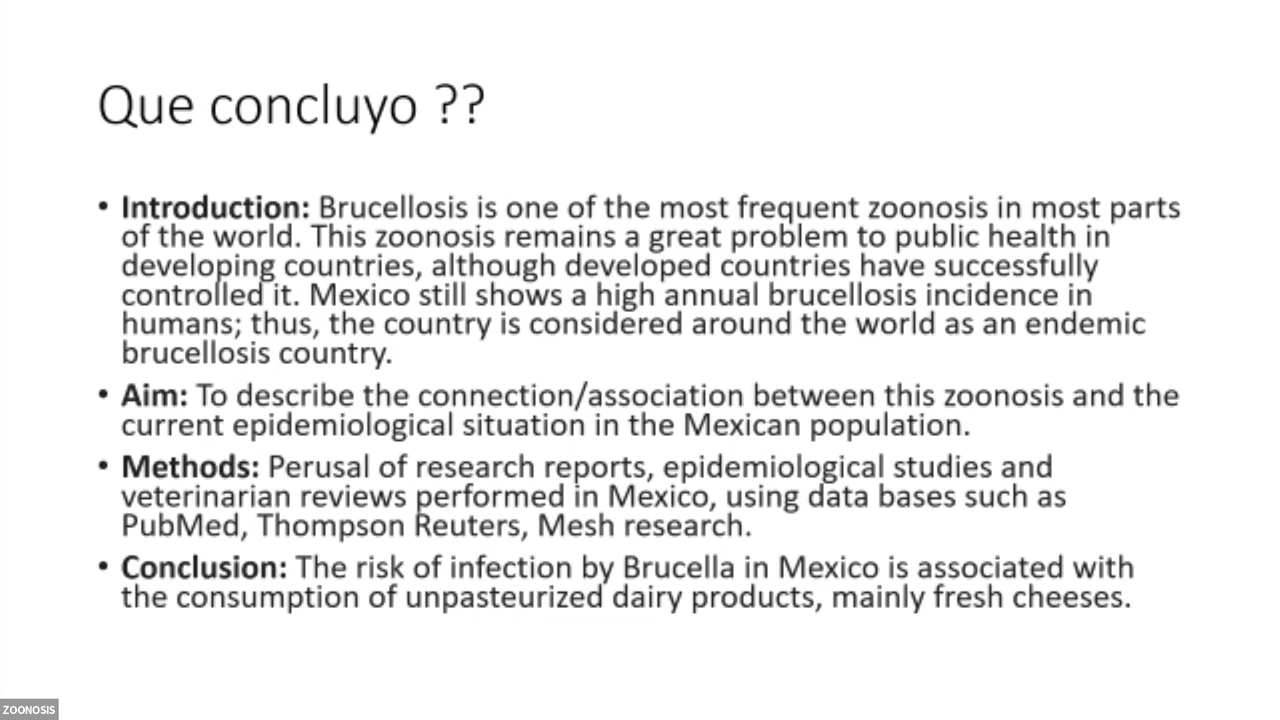 Que concluyo ??
• Introduction: Brucellosis is one of the most frequent zoonosis in most parts
of the world. This zoonosis remains a great problem to public health in
developing countries, although developed countries have successfully
controlled it. Mexico still shows a high annual brucellosis incidence in
humans; thus, the country is considered around the world as an endemic
brucellosis country.
• Aim: To describe the connection/association between this zoonosis and the
current epidemiological situation in the Mexican population.
• Methods: Perusal of research reports, epidemiological studies and
veterinarian reviews performed in Mexico, using data bases such as
PubMed, Thompson Reuters, Mesh research.
• Conclusion: The risk of infection by Brucella in Mexico is associated with
the consumption of unpasteurized dairy products, mainly fresh cheeses.
ZOONOSIS